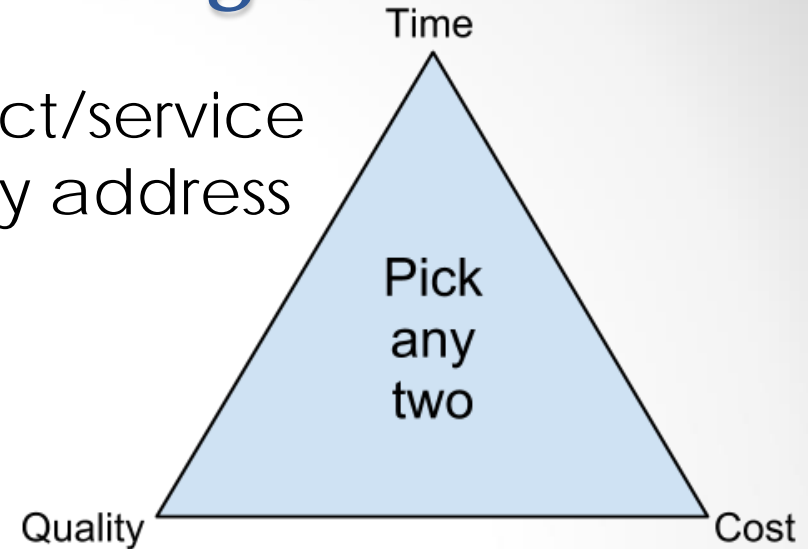 Time
ct/service
y address
Pick
any
two
Quality
Cost